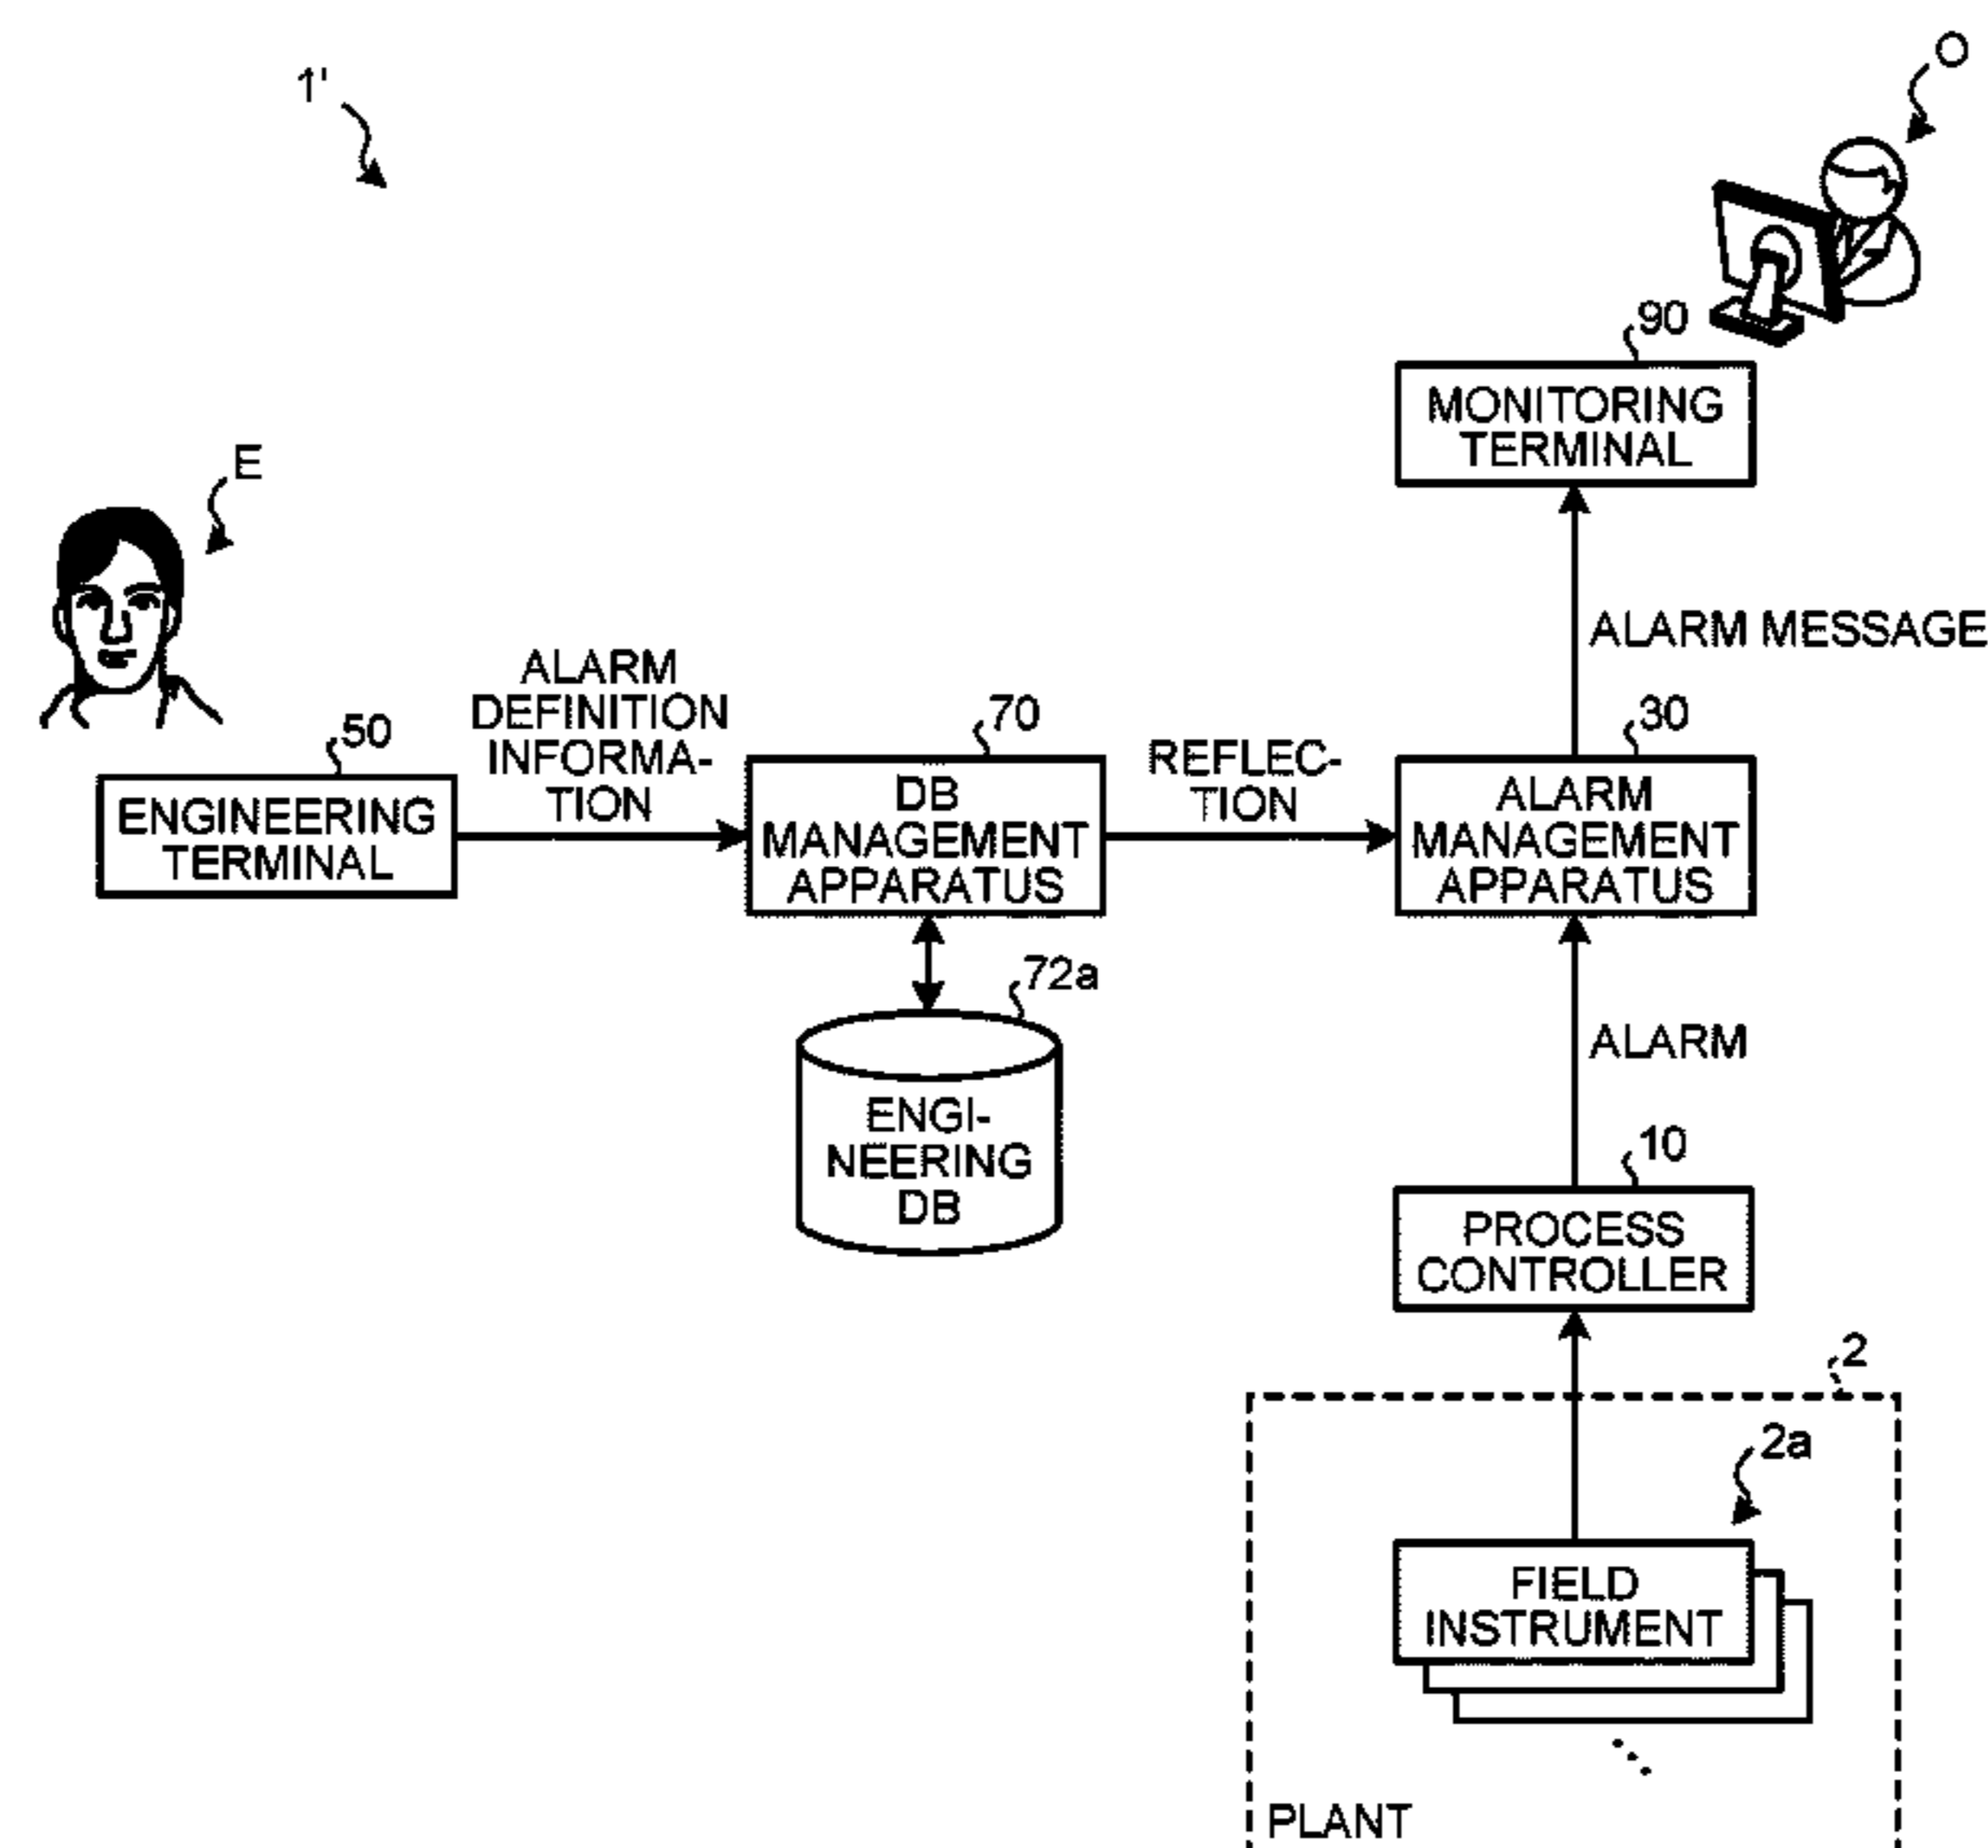 1'
O
90
MONITORING
TERMINAL
E
ALARM MESSAGE
50
ENGINEERING
TERMINAL
ALARM
DEFINITION
INFORMA-
TION
70
DB
MANAGEMENT
APPARATUS
REFLEC-
TION
30
ALARM
MANAGEMENT
APPARATUS
72a
ENGI-
NEERING
DB
ALARM
10
PROCESS
CONTROLLER
2
2a
FIELD
INSTRUMENT
PLANT